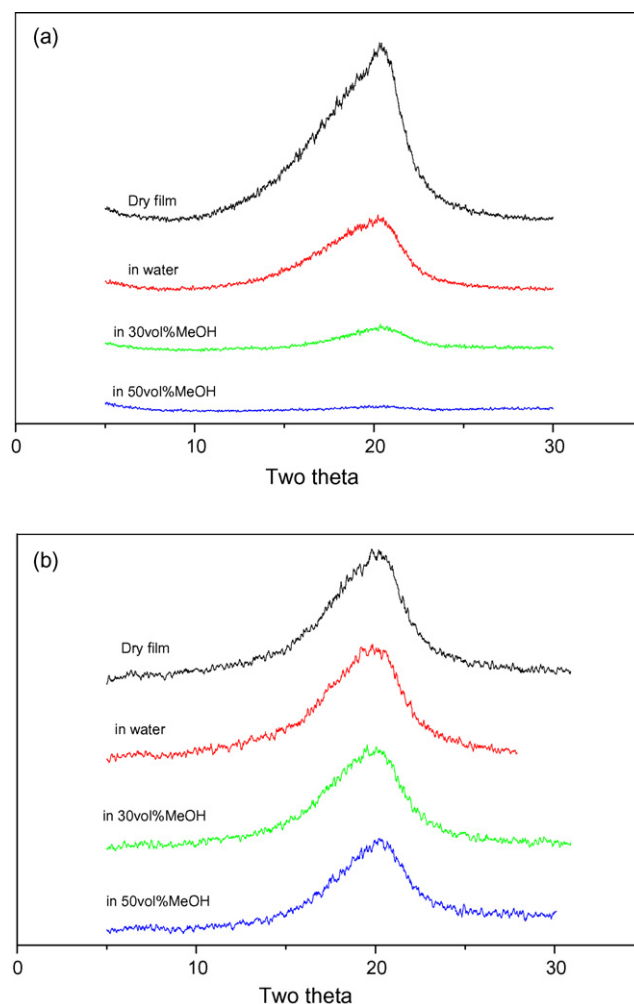 (a)
Dry film
in water
in 30vol%MeOH
in 50vol%MeOH
0 10 20 30
Two theta
(b)
Dry film
in water
in 30vol%MeOH
in 50vol%MeOH
0 10 20 30
Two theta